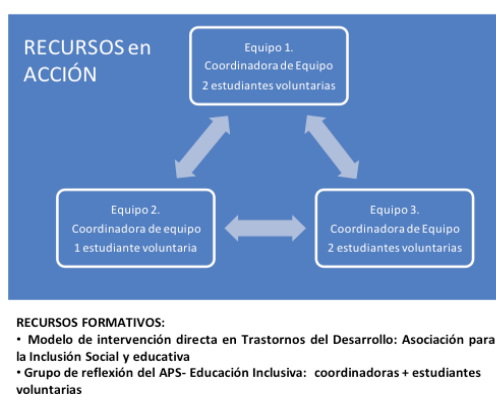 RECURSOS en
ACCIÓN
Equipo 1.
Coordinadora de Equipo
2 estudiantes voluntarias
Equipo 2.
Coordinadora de equipo
1 estudiante voluntaria
Equipo 3.
Coordinadora de Equipo
2 estudiantes voluntarias
RECURSOS FORMATIVOS:
• Modelo de intervención directa en Trastornos del Desarrollo: Asociación para
la Inclusión Social y educativa
• Grupo de reflexión del APS- Educación Inclusiva: coordinadoras + estudiantes
voluntarias